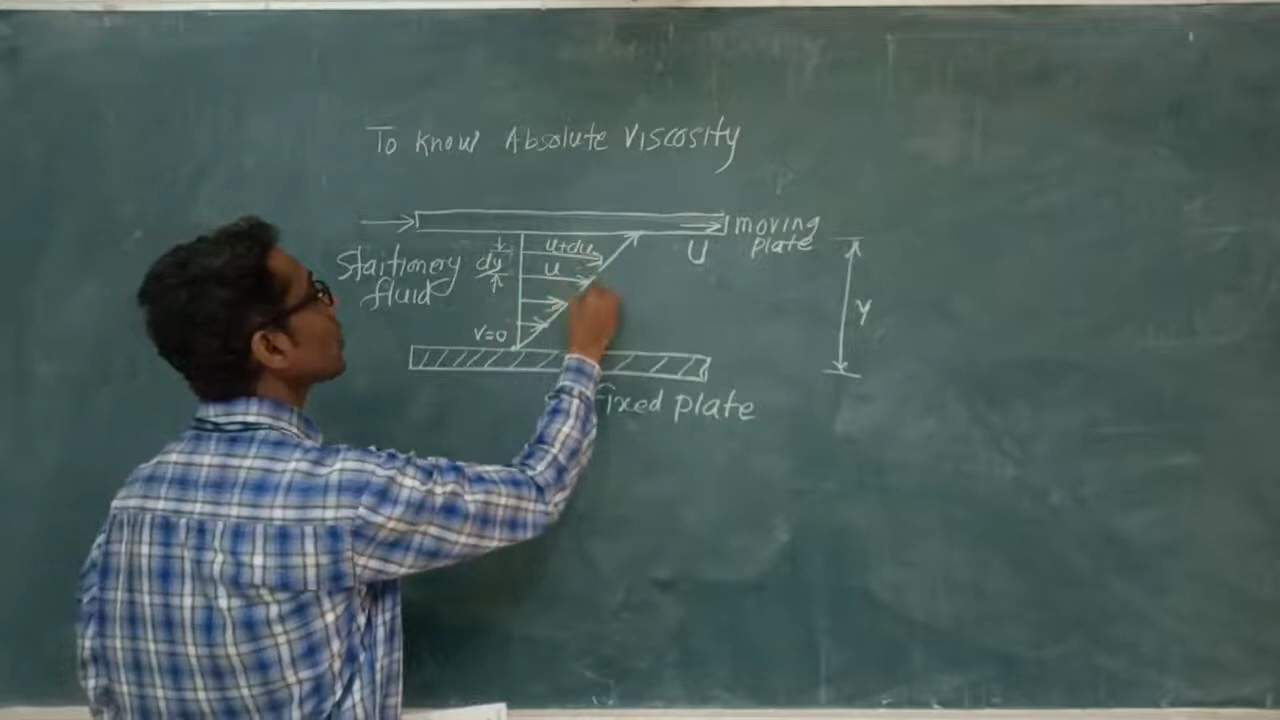 To know Absolute Viscosity
moving
plate
U
Staitionery
fluid
dy
u+du
u
V=0
y
fixed plate